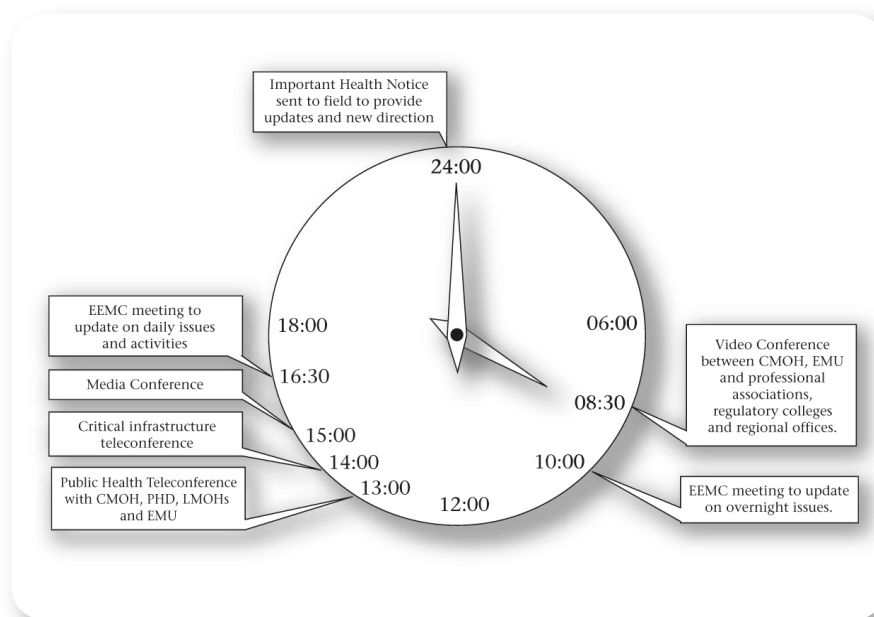 Important Health Notice
sent to field to provide
updates and new direction
24:00
06:00
08:30
10:00
12:00
13:00
14:00
15:00
16:30
18:00
Video Conference
between CMOH, EMU
and professional
associations,
regulatory colleges
and regional offices.
EEMC meeting to update
on overnight issues.
Public Health Teleconference
with CMOH, PHD, LMOHs
and EMU
Critical infrastructure
teleconference
Media Conference
EEMC meeting to
update on daily issues
and activities